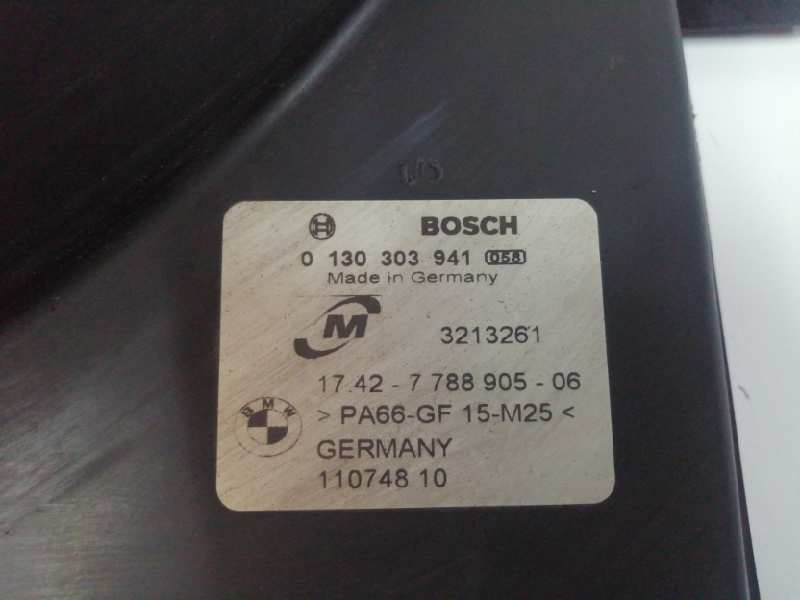 BOSCH
0 130 303 941 058
Made in Germany
M
3213261
17.42 - 7 788 905 - 06
BMW
> PA66-GF 15-M25 <
GERMANY
110748 10